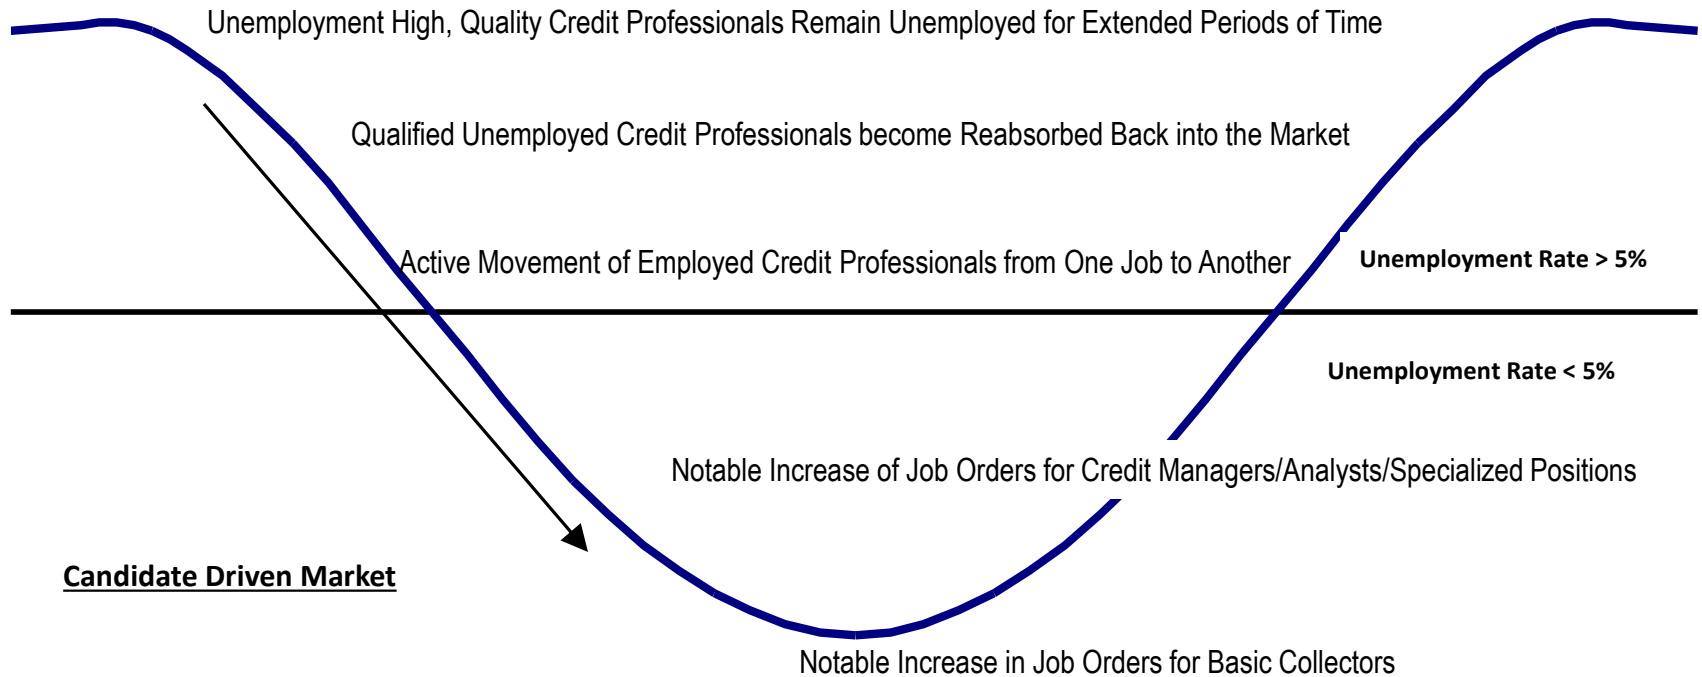 Unemployment High, Quality Credit Professionals Remain Unemployed for Extended Periods of Time
Qualified Unemployed Credit Professionals become Reabsorbed Back into the Market
Active Movement of Employed Credit Professionals from One Job to Another
Unemployment Rate > 5%
Unemployment Rate < 5%
Notable Increase of Job Orders for Credit Managers/Analysts/Specialized Positions
Candidate Driven Market
Notable Increase in Job Orders for Basic Collectors